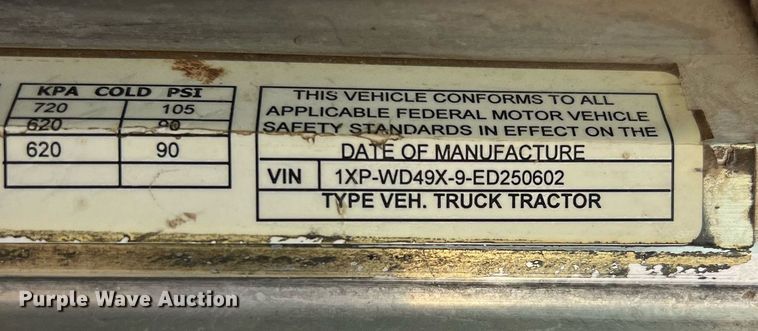 KPA COLD PSI
720 105
620 90
620 90
THIS VEHICLE CONFORMS TO ALL
APPLICABLE FEDERAL MOTOR VEHICLE
SAFETY STANDARDS IN EFFECT ON THE
DATE OF MANUFACTURE
VIN 1XP-WD49X-9-ED250602
TYPE VEH. TRUCK TRACTOR
Purple Wave Auction